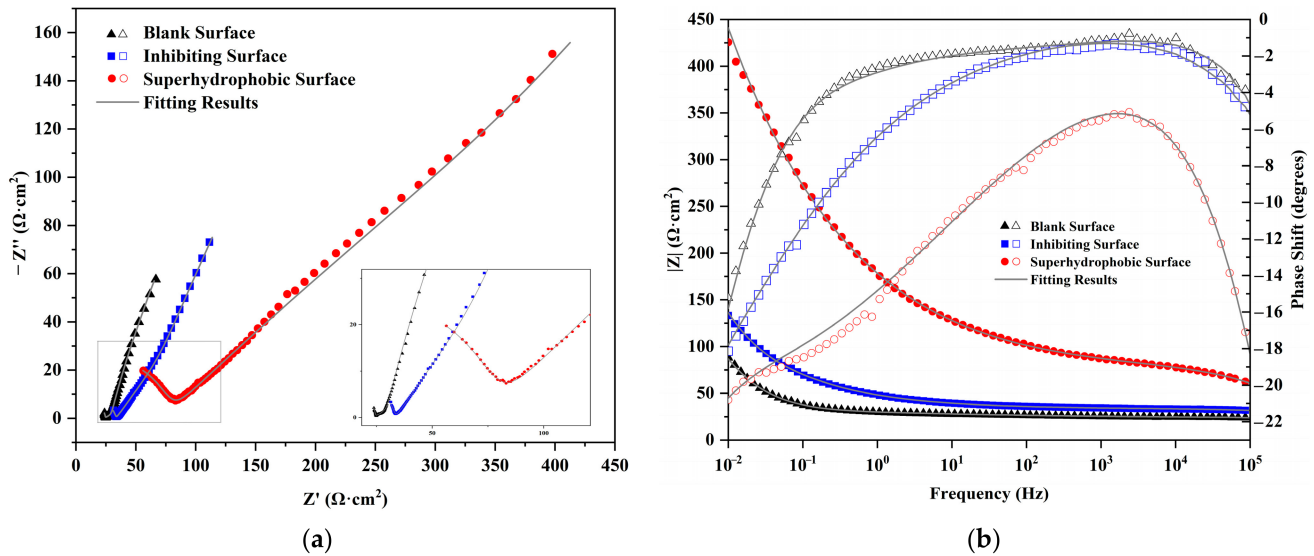 160
140
120
100
80
60
40
20
0
− Z'' (Ω·cm²)
Blank Surface
Inhibiting Surface
Superhydrophobic Surface
Fitting Results
20
0
50
100
0 50 100 150 200 250 300 350 400 450
Z' (Ω·cm²)
(a)
450
400
350
300
250
200
150
100
50
0
|Z| (Ω·cm²)
Blank Surface
Inhibiting Surface
Superhydrophobic Surface
Fitting Results
0
−2
−4
−6
−8
−10
−12
−14
−16
−18
−20
−22
Phase Shift (degrees)
10⁻² 10⁻¹ 10⁰ 10¹ 10² 10³ 10⁴ 10⁵
Frequency (Hz)
(b)